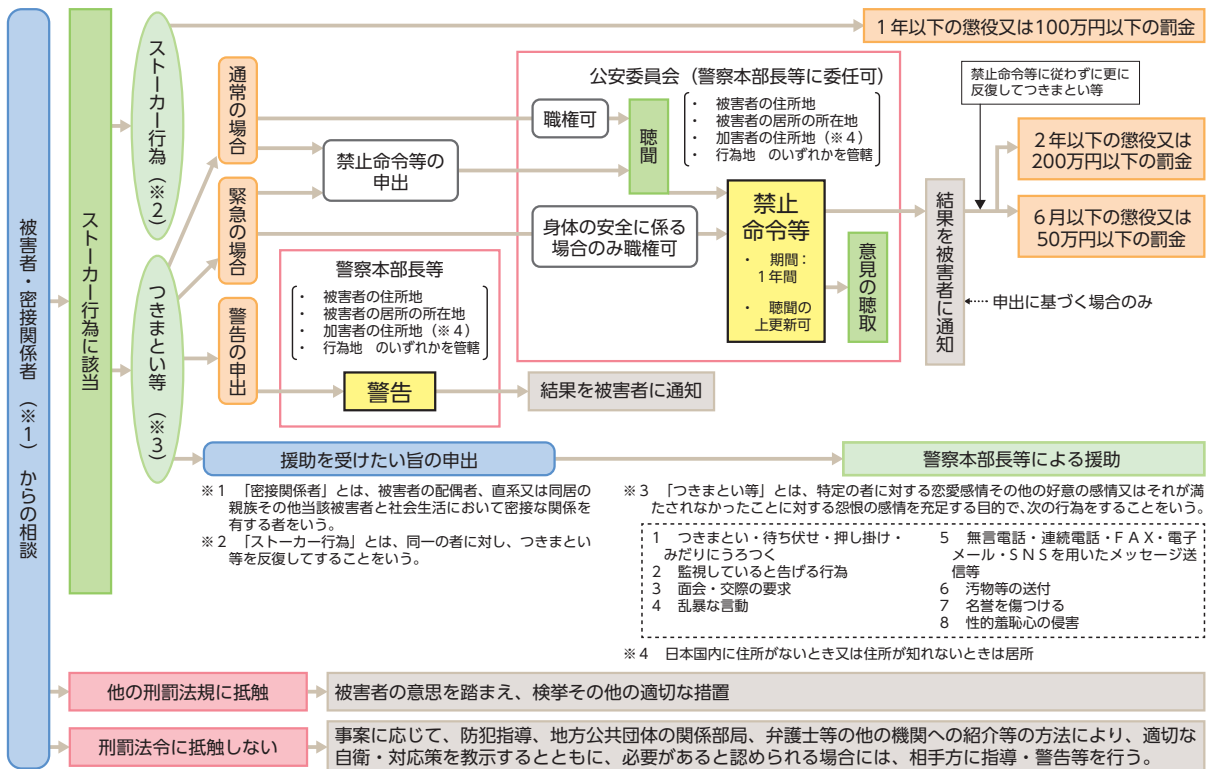 被害者・密接関係者（※１）からの相談
ストーカー行為に該当
ストーカー行為（※２）
つきまとい等（※３）
1年以下の懲役又は100万円以下の罰金
通常の場合
緊急の場合
警告の申出
禁止命令等の
申出
公安委員会（警察本部長等に委任可）
職権可
聴聞
・　被害者の住所地
・　被害者の居所の所在地
・　加害者の住所地（※４）
・　行為地　のいずれかを管轄
身体の安全に係る
場合のみ職権可
禁止
命令等
・　期間：
1年間
・　聴聞の
上更新可
意見の聴取
禁止命令等に従わずに更に
反復してつきまとい等
結果を被害者に通知
2年以下の懲役又は
200万円以下の罰金
6月以下の懲役又は
50万円以下の罰金
申出に基づく場合のみ
警察本部長等
・　被害者の住所地
・　被害者の居所の所在地
・　加害者の住所地（※４）
・　行為地　のいずれかを管轄
警告
結果を被害者に通知
援助を受けたい旨の申出
警察本部長等による援助
※１　「密接関係者」とは、被害者の配偶者、直系又は同居の
親族その他当該被害者と社会生活において密接な関係を
有する者をいう。
※２　「ストーカー行為」とは、同一の者に対し、つきまとい
等を反復してすることをいう。
※３　「つきまとい等」とは、特定の者に対する恋愛感情その他の好意の感情又はそれが満
たされなかったことに対する怨恨の感情を充足する目的で、次の行為をすることをいう。
1　つきまとい・待ち伏せ・押し掛け・
みだりにうろつく
2　監視していると告げる行為
3　面会・交際の要求
4　乱暴な言動
5　無言電話・連続電話・ＦＡＸ・電子
メール・ＳＮＳを用いたメッセージ送
信等
6　汚物等の送付
7　名誉を傷つける
8　性的羞恥心の侵害
※４　日本国内に住所がないとき又は住所が知れないときは居所
他の刑罰法規に抵触
被害者の意思を踏まえ、検挙その他の適切な措置
刑罰法令に抵触しない
事案に応じて、防犯指導、地方公共団体の関係部局、弁護士等の他の機関への紹介等の方法により、適切な
自衛・対応策を教示するとともに、必要があると認められる場合には、相手方に指導・警告等を行う。